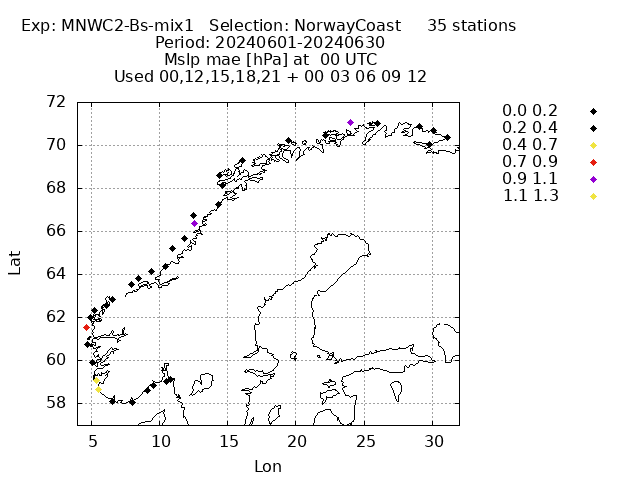 Exp: MNWC2-Bs-mix1 Selection: NorwayCoast 35 stations
Period: 20240601-20240630
Mslp mae [hPa] at 00 UTC
Used 00,12,15,18,21 + 00 03 06 09 12
72
70
68
66
64
62
60
58
Lat
5 10 15 20 25 30
Lon
0.0 0.2
0.2 0.4
0.4 0.7
0.7 0.9
0.9 1.1
1.1 1.3